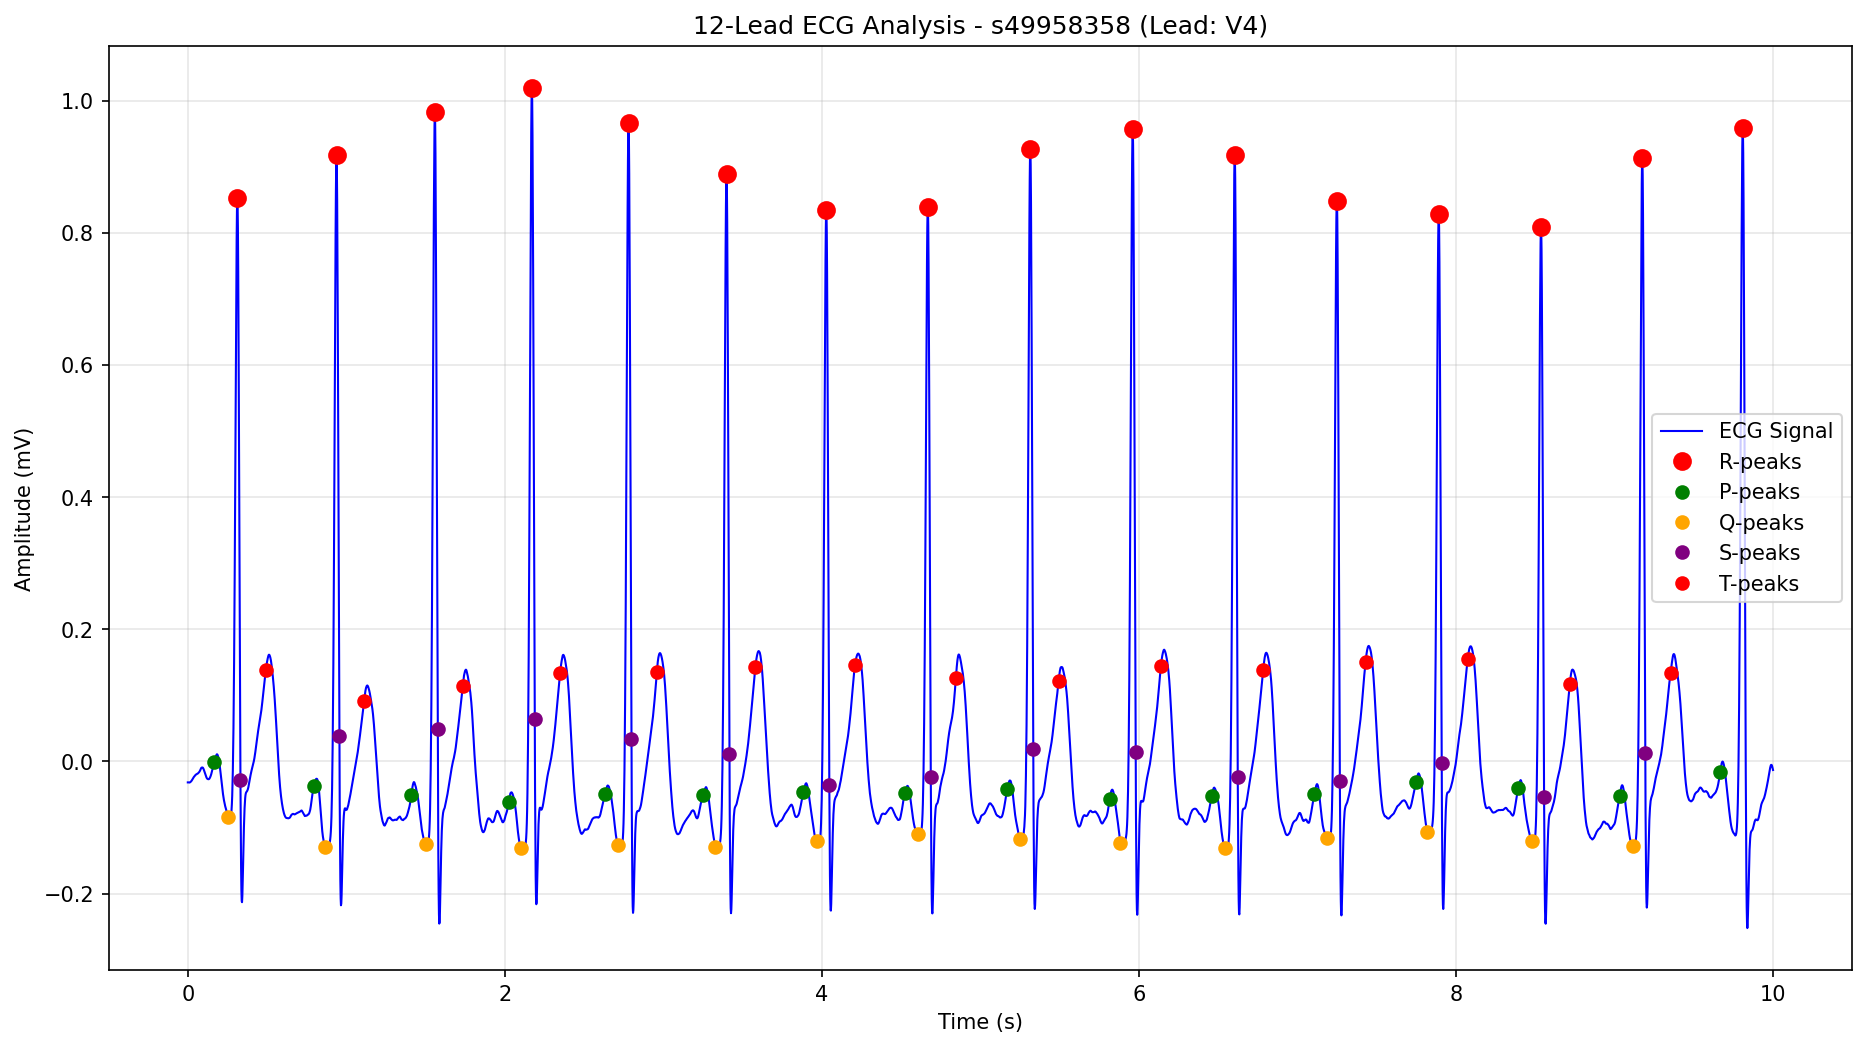 12-Lead ECG Analysis - s49958358 (Lead: V4)
Amplitude (mV)
1.0
0.8
0.6
0.4
0.2
0.0
−0.2
ECG Signal
R-peaks
P-peaks
Q-peaks
S-peaks
T-peaks
0 2 4 6 8 10
Time (s)